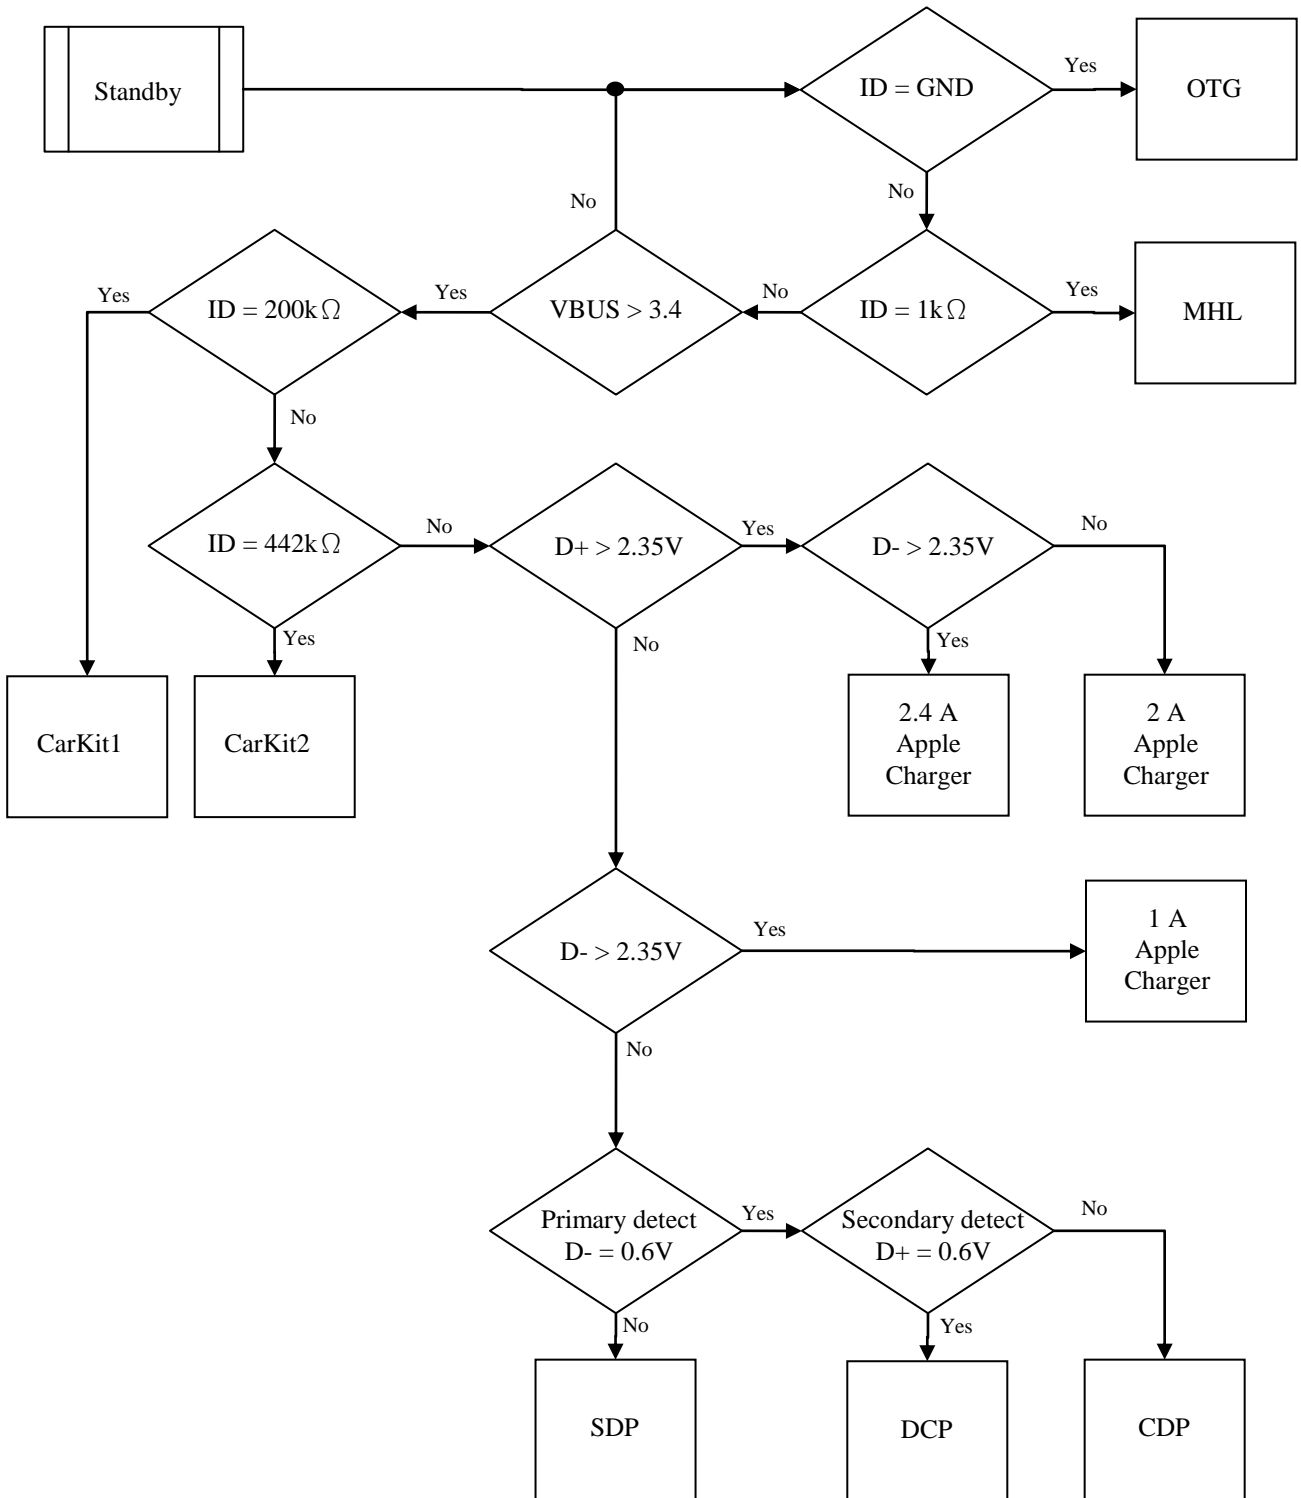 Standby
ID = GND
Yes
OTG
No
No
Yes
ID = 200kΩ
Yes
VBUS > 3.4
No
ID = 1kΩ
Yes
MHL
No
ID = 442kΩ
No
D+ > 2.35V
Yes
D- > 2.35V
No
Yes
No
Yes
CarKit1
CarKit2
2.4 A
Apple
Charger
2 A
Apple
Charger
D- > 2.35V
Yes
1 A
Apple
Charger
No
Primary detect
D- = 0.6V
Yes
Secondary detect
D+ = 0.6V
No
No
Yes
SDP
DCP
CDP